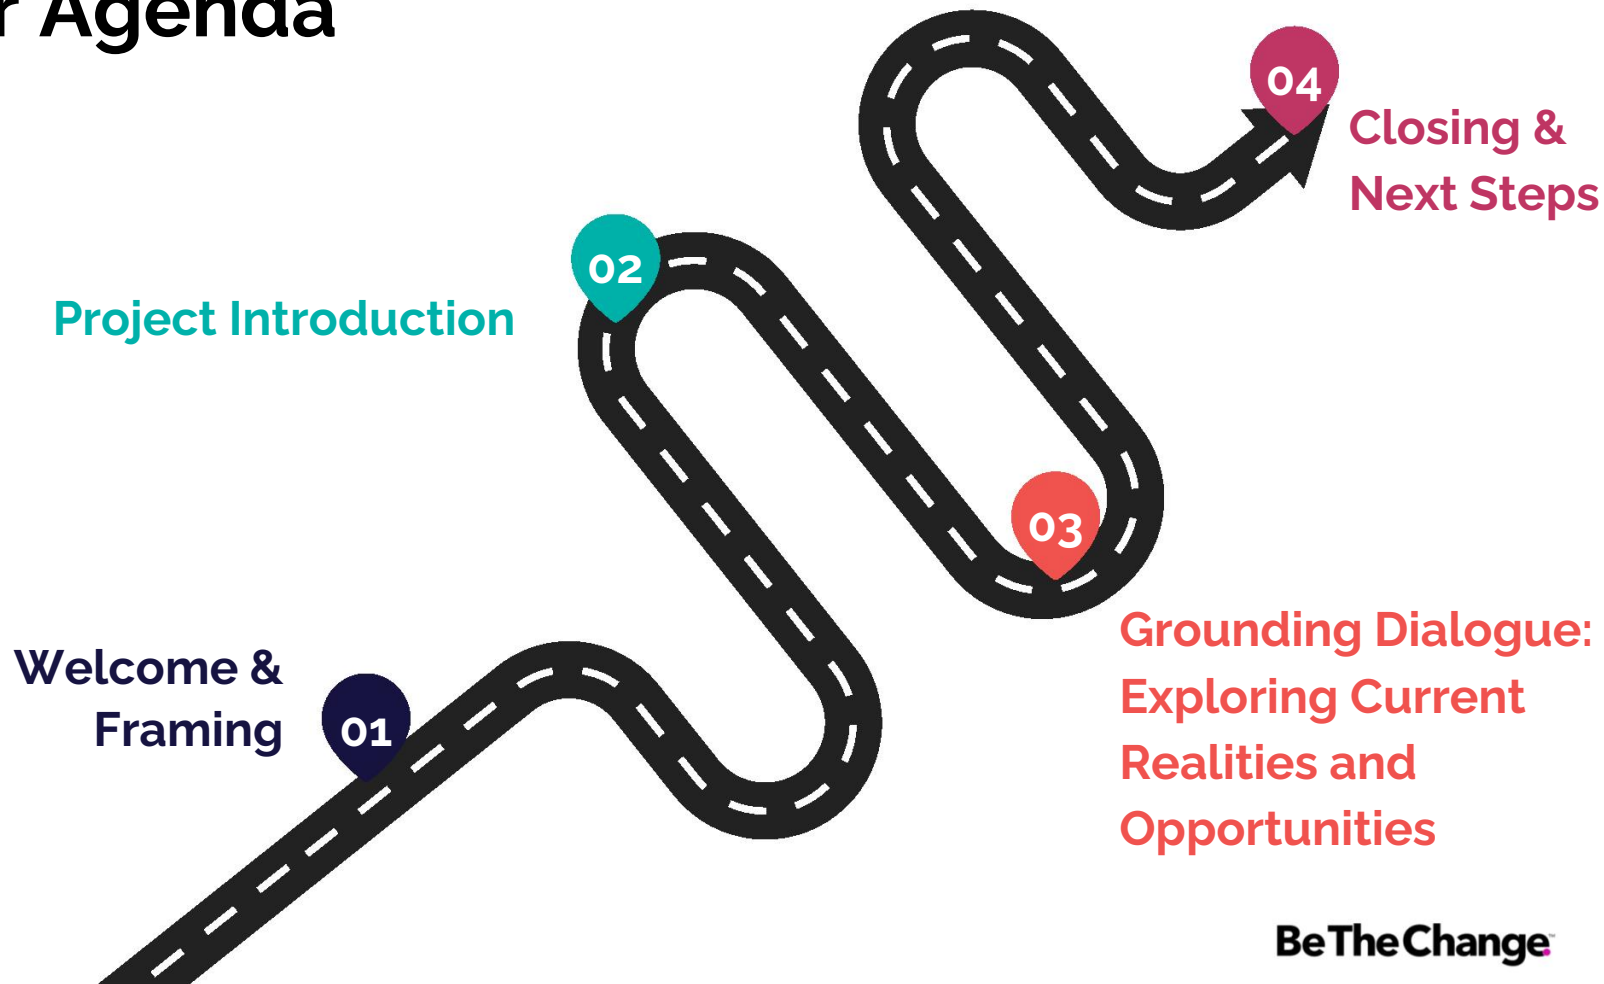 r Agenda
04
Closing &
Next Steps
02
Project Introduction
03
Grounding Dialogue:
Exploring Current
Realities and
Opportunities
Welcome &
Framing
01
BeTheChange™